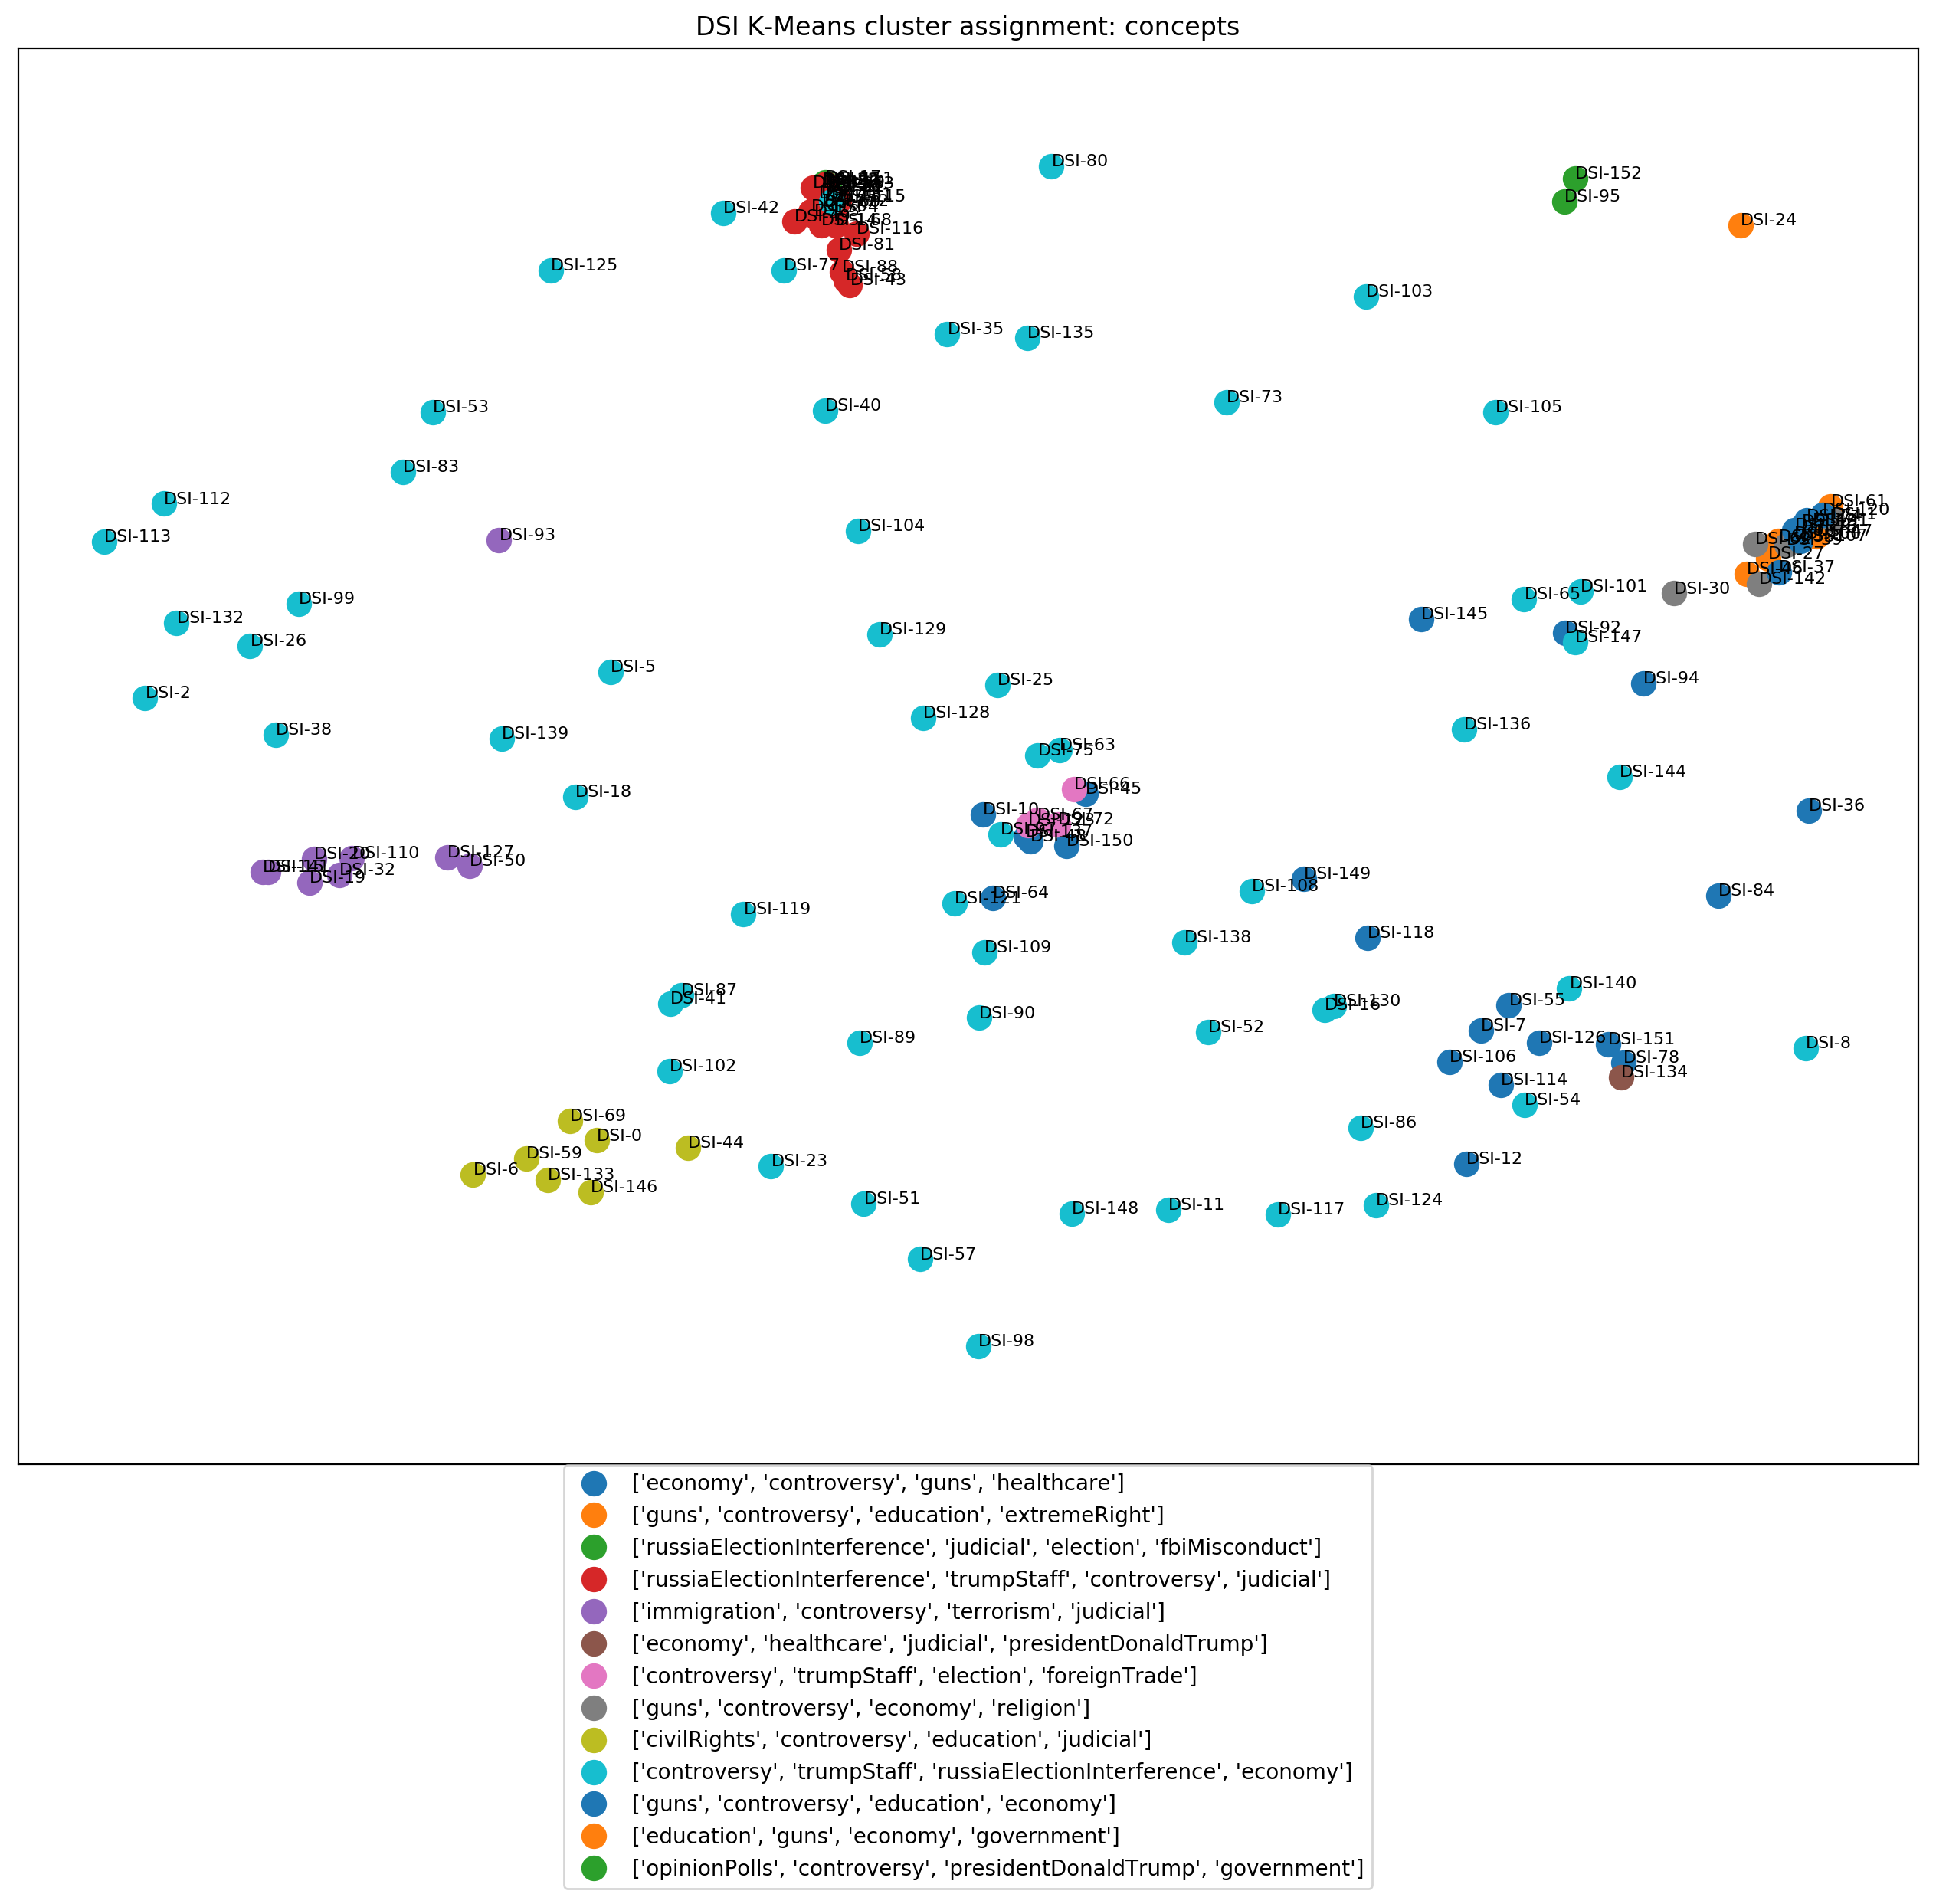 DSI K-Means cluster assignment: concepts
DSI-80
DSI-152
DSI-95
DSI-42
DSI-24
DSI-116
DSI-81
DSI-125
DSI-77
DSI-88
DSI-43
DSI-103
DSI-35
DSI-135
DSI-73
DSI-40
DSI-53
DSI-105
DSI-83
DSI-112
DSI-61
DSI-104
DSI-113
DSI-93
DSI-27
DSI-37
DSI-142
DSI-30
DSI-101
DSI-65
DSI-99
DSI-145
DSI-132
DSI-92
DSI-147
DSI-129
DSI-26
DSI-5
DSI-94
DSI-25
DSI-2
DSI-128
DSI-136
DSI-38
DSI-139
DSI-63
DSI-75
DSI-144
DSI-66
DSI-45
DSI-18
DSI-10
DSI-36
DSI-67
DSI-150
DSI-20
DSI-110
DSI-127
DSI-50
DSI-32
DSI-19
DSI-149
DSI-108
DSI-64
DSI-121
DSI-84
DSI-119
DSI-118
DSI-138
DSI-109
DSI-140
DSI-87
DSI-41
DSI-55
DSI-130
DSI-16
DSI-90
DSI-52
DSI-7
DSI-89
DSI-126
DSI-151
DSI-8
DSI-78
DSI-106
DSI-102
DSI-134
DSI-114
DSI-54
DSI-69
DSI-86
DSI-0
DSI-44
DSI-59
DSI-23
DSI-12
DSI-6
DSI-133
DSI-146
DSI-51
DSI-148
DSI-11
DSI-117
DSI-124
DSI-57
DSI-98
['economy', 'controversy', 'guns', 'healthcare']
['guns', 'controversy', 'education', 'extremeRight']
['russiaElectionInterference', 'judicial', 'election', 'fbiMisconduct']
['russiaElectionInterference', 'trumpStaff', 'controversy', 'judicial']
['immigration', 'controversy', 'terrorism', 'judicial']
['economy', 'healthcare', 'judicial', 'presidentDonaldTrump']
['controversy', 'trumpStaff', 'election', 'foreignTrade']
['guns', 'controversy', 'economy', 'religion']
['civilRights', 'controversy', 'education', 'judicial']
['controversy', 'trumpStaff', 'russiaElectionInterference', 'economy']
['guns', 'controversy', 'education', 'economy']
['education', 'guns', 'economy', 'government']
['opinionPolls', 'controversy', 'presidentDonaldTrump', 'government']